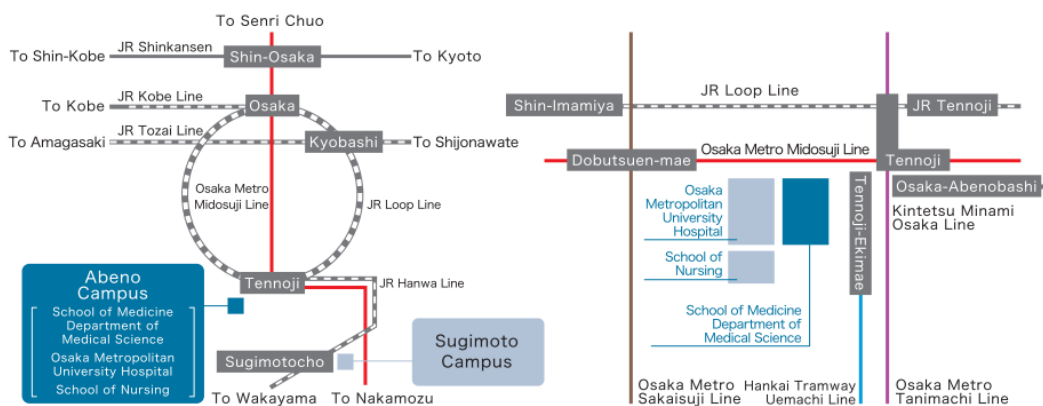 To Senri Chuo
JR Shinkansen
To Shin-Kobe
Shin-Osaka
To Kyoto
JR Kobe Line
To Kobe
Osaka
JR Tozai Line
To Amagasaki
Kyobashi
To Shijonawate
Osaka Metro
Midosuji Line
JR Loop Line
Abeno
Campus
School of Medicine
Department of
Medical Science
Osaka Metropolitan
University Hospital
School of Nursing
Tennoji
JR Hanwa Line
Sugimotocho
Sugimoto
Campus
To Wakayama
To Nakamozu
Shin-Imamiya
JR Loop Line
JR Tennoji
Dobutsuen-mae
Osaka Metro Midosuji Line
Tennoji
Osaka-Abenobashi
Kintetsu Minami
Osaka Line
Tennoji-Ekimae
Osaka
Metropolitan
University
Hospital
School of
Nursing
School of Medicine
Department of
Medical Science
Osaka Metro
Sakaisuji Line
Hankai Tramway
Uemachi Line
Osaka Metro
Tanimachi Line